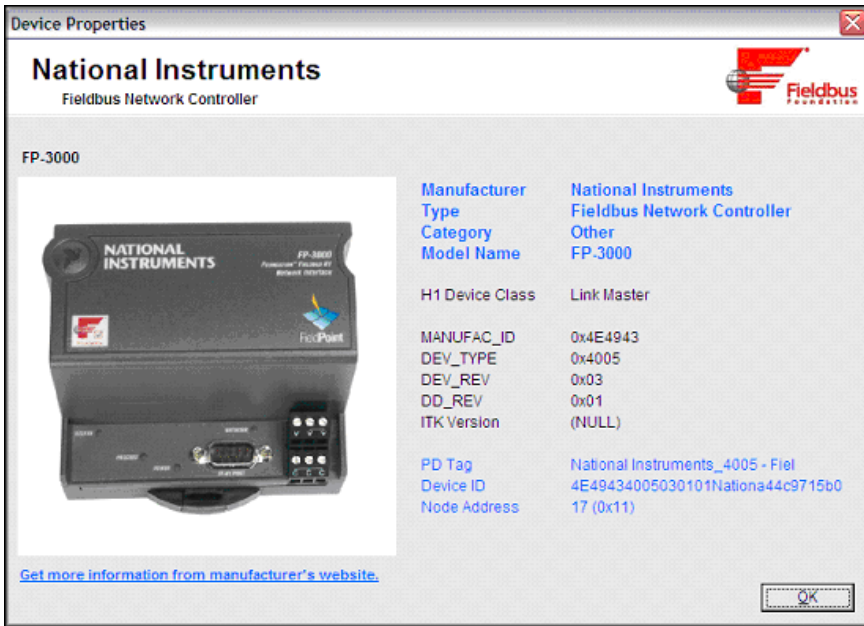 Device Properties
National Instruments
Fieldbus Network Controller
Fieldbus
Foundation
FP-3000
NATIONAL
INSTRUMENTS
FP-3000
Network Interface
FieldPoint
Manufacturer National Instruments
Type Fieldbus Network Controller
Category Other
Model Name FP-3000
H1 Device Class Link Master
MANUFAC_ID 0x4E4943
DEV_TYPE 0x4005
DEV_REV 0x03
DD_REV 0x01
ITK Version (NULL)
PD Tag National Instruments_4005 - Fiel
Device ID 4E49434005030101Nationa44c9715b0
Node Address 17 (0x11)
Get more information from manufacturer's website.
OK